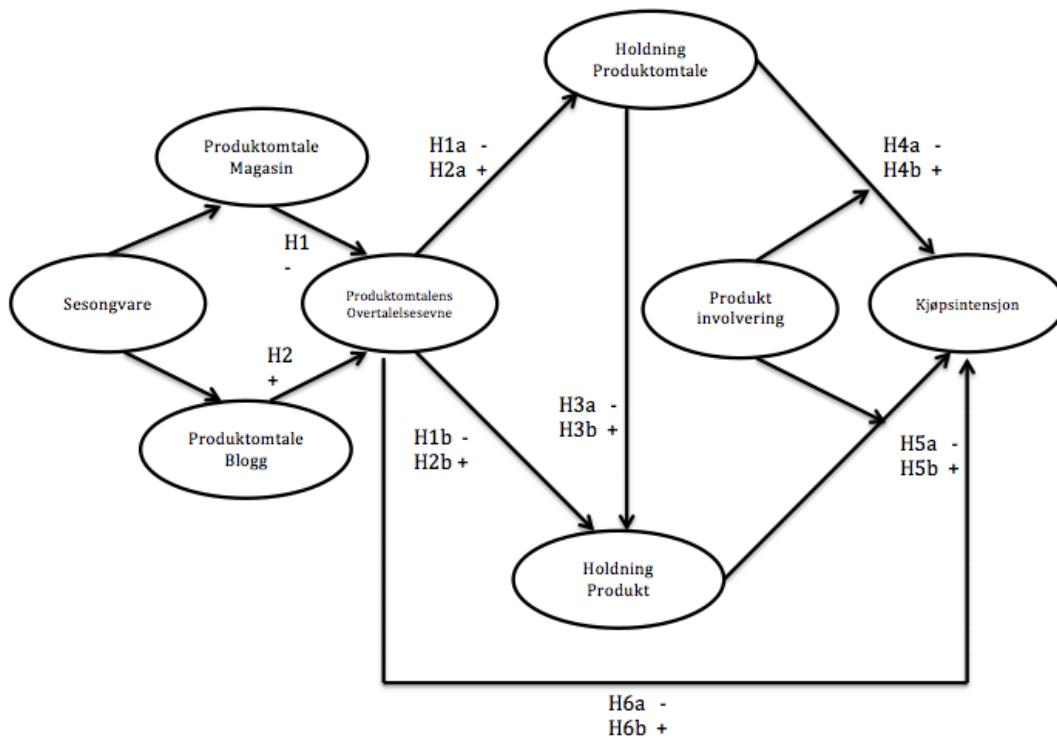 Holdning
Produktomtale
H1a -
H2a +
H4a -
H4b +
Produktomtale
Magasin
H1
-
Sesongvare
Produktomtalens
Overtalelsesevne
Produkt
involvering
Kjøpsintensjon
H2
+
Produktomtale
Blogg
H1b -
H2b +
H3a -
H3b +
H5a -
H5b +
Holdning
Produkt
H6a -
H6b +